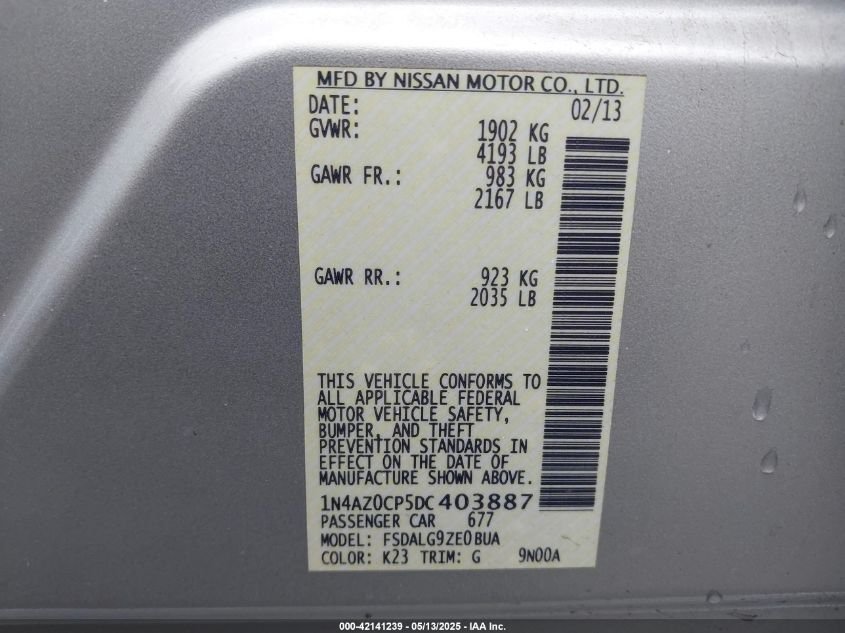 MFD BY NISSAN MOTOR CO., LTD.
DATE: 02/13
GVWR: 1902 KG
4193 LB
GAWR FR.: 983 KG
2167 LB
GAWR RR.: 923 KG
2035 LB
THIS VEHICLE CONFORMS TO
ALL APPLICABLE FEDERAL
MOTOR VEHICLE SAFETY,
BUMPER, AND THEFT
PREVENTION STANDARDS IN
EFFECT ON THE DATE OF
MANUFACTURE SHOWN ABOVE.
1N4AZ0CP5DC403887
PASSENGER CAR 677
MODEL: FSDALG9ZE0BUA
COLOR: K23 TRIM: G 9N00A
000-42141239 - 05/13/2025 - IAA Inc.